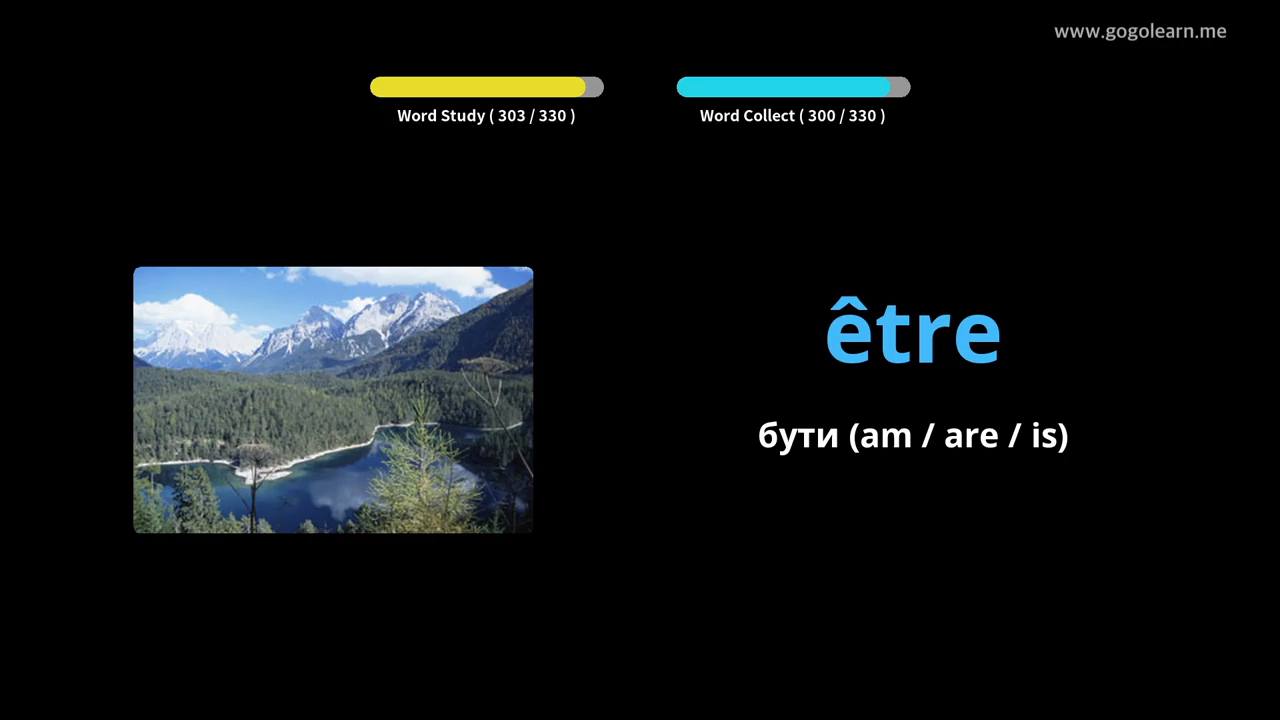 www.gogolearn.me
Word Study ( 303 / 330 )
Word Collect ( 300 / 330 )
être
бути (am / are / is)